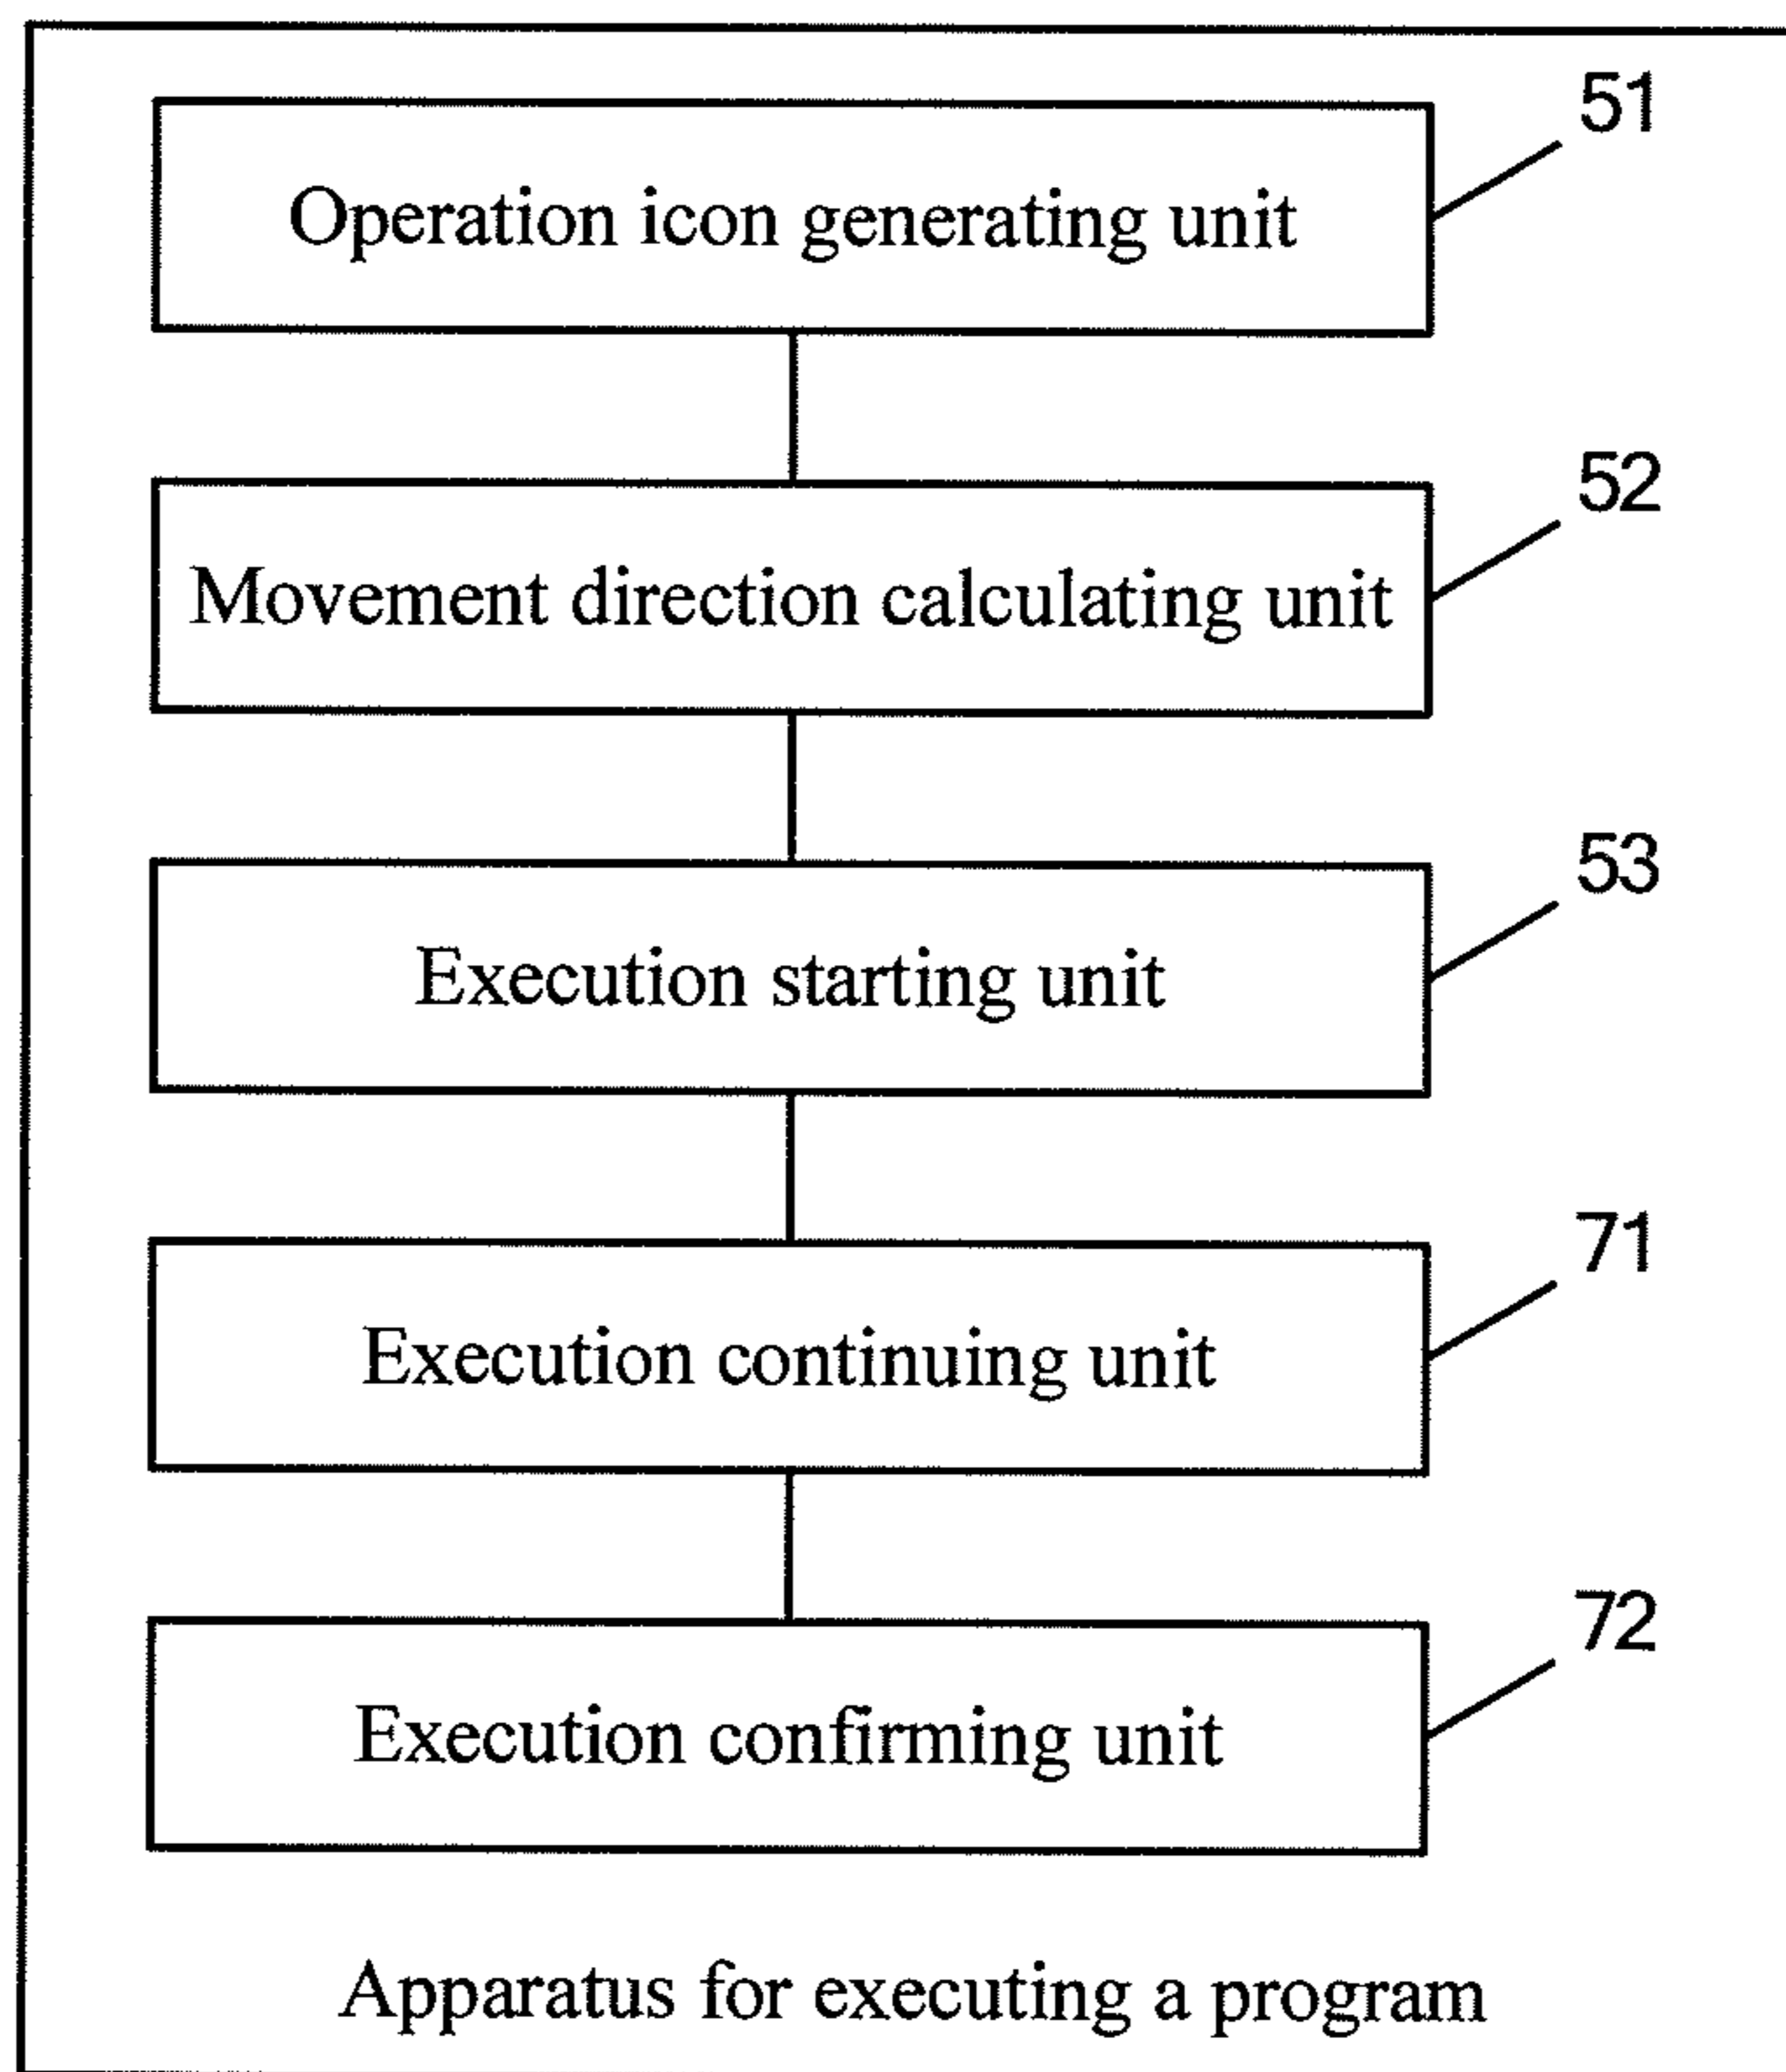 51
Operation icon generating unit
52
Movement direction calculating unit
53
Execution starting unit
71
Execution continuing unit
72
Execution confirming unit
Apparatus for executing a program